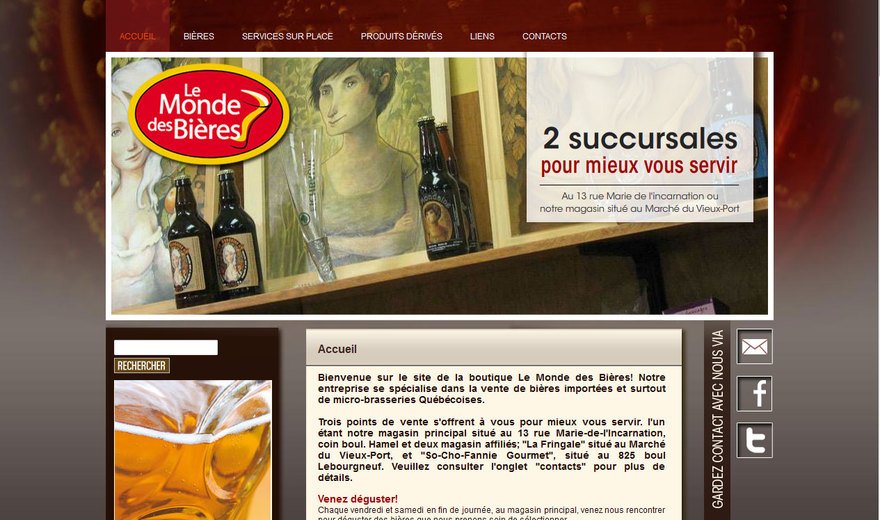 ACCUEIL BIÈRES SERVICES SUR PLACE PRODUITS DÉRIVÉS LIENS CONTACTS
Le
Monde
des Bières
2 succursales
pour mieux vous servir
Au 13 rue Marie de l'incarnation ou
notre magasin situé au Marché du Vieux-Port
RECHERCHER
Accueil
Bienvenue sur le site de la boutique Le Monde des Bières! Notre
entreprise se spécialise dans la vente de bières importées et surtout
de micro-brasseries Québécoises.
Trois points de vente s'offrent à vous pour mieux vous servir. l'un
étant notre magasin principal situé au 13 rue Marie-de-l'Incarnation,
coin boul. Hamel et deux magasin affiliés; "La Fringale" situé au Marché
du Vieux-Port, et "So-Cho-Fannie Gourmet", situé au 825 boul
Lebourgneuf. Veuillez consulter l'onglet "contacts" pour plus de
détails.
Venez déguster!
Chaque vendredi et samedi en fin de journée, au magasin principal, venez nous rencontrer
pour déguster des bières que nous prenons soin de sélectionner
GARDEZ CONTACT AVEC NOUS VIA